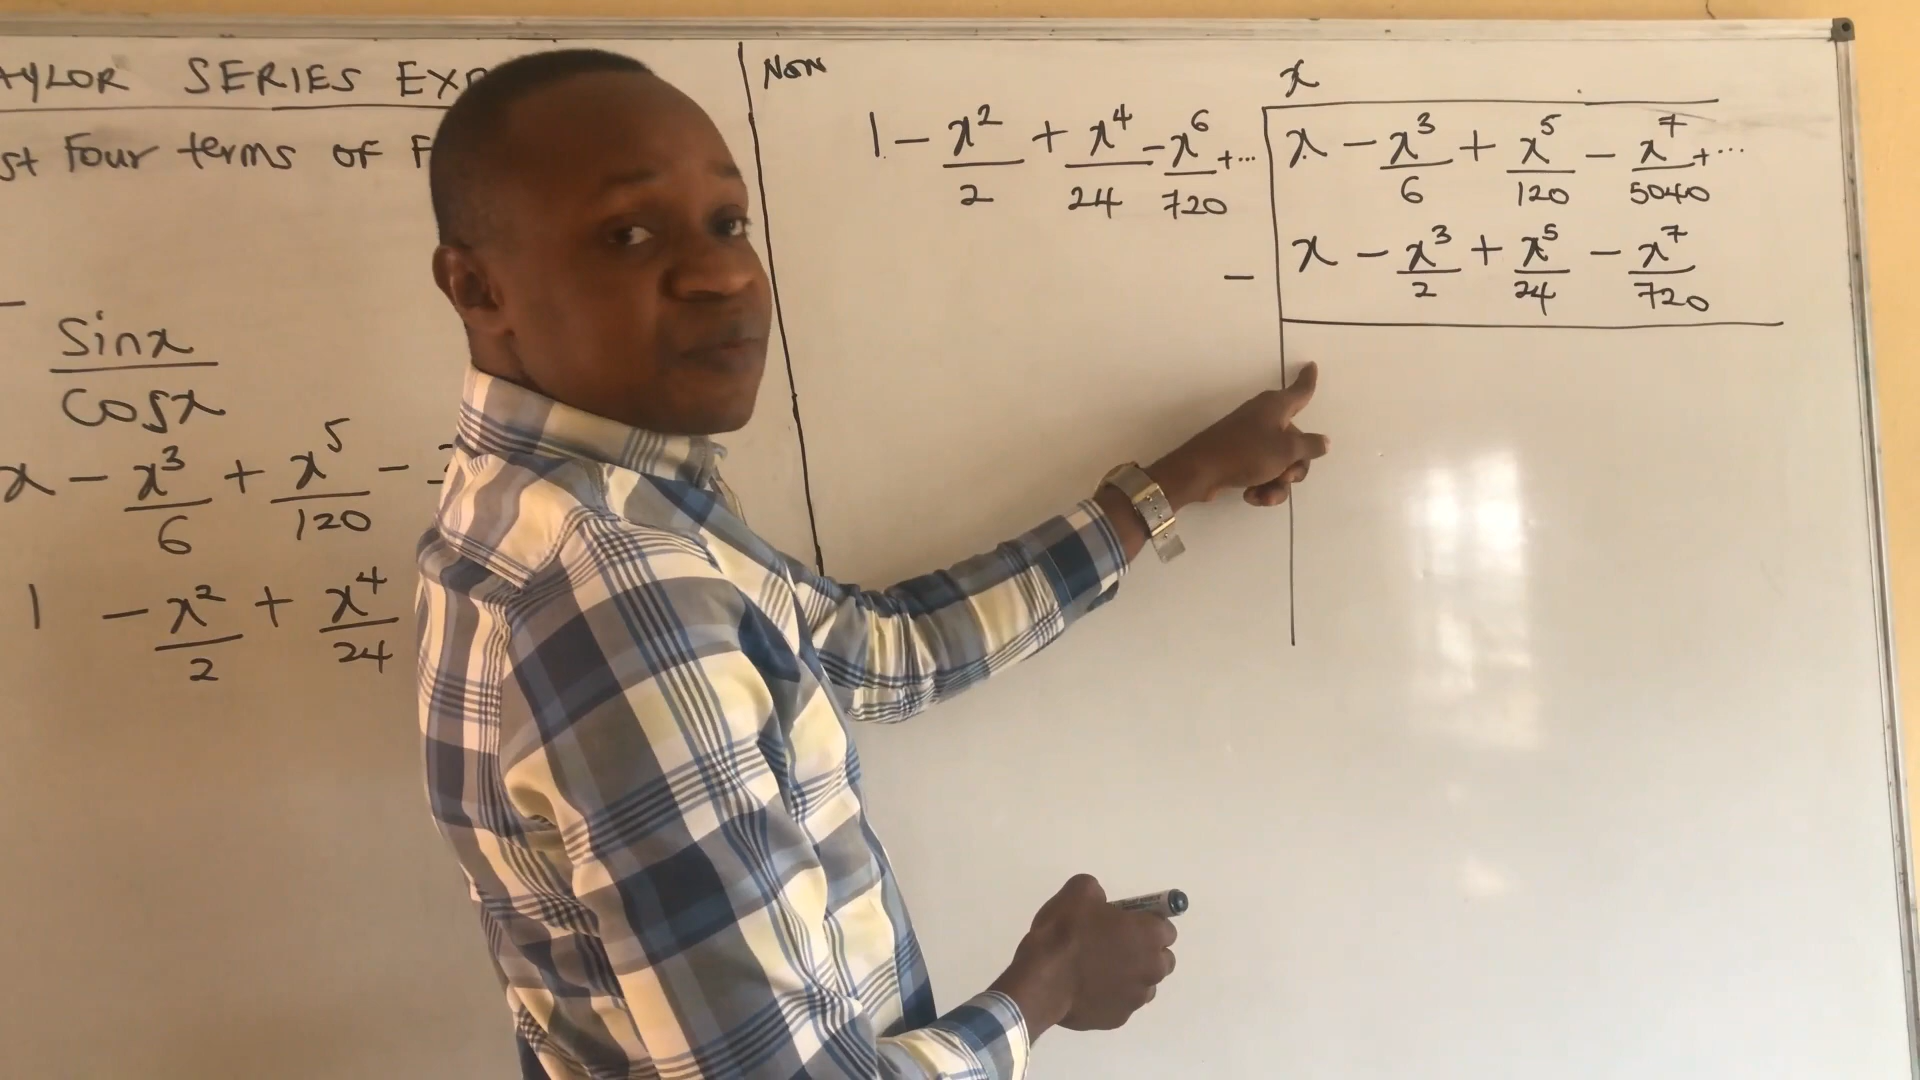 AYLOR SERIES EXP
st Four terms of F
sinx
cosx
x - x³/6 + x⁵/120 -
1 - x²/2 + x⁴/24
Now
x
1 - x²/2 + x⁴/24 - x⁶/720 + ... x - x³/6 + x⁵/120 - x⁷/5040 + ...
- x - x³/2 + x⁵/24 - x⁷/720